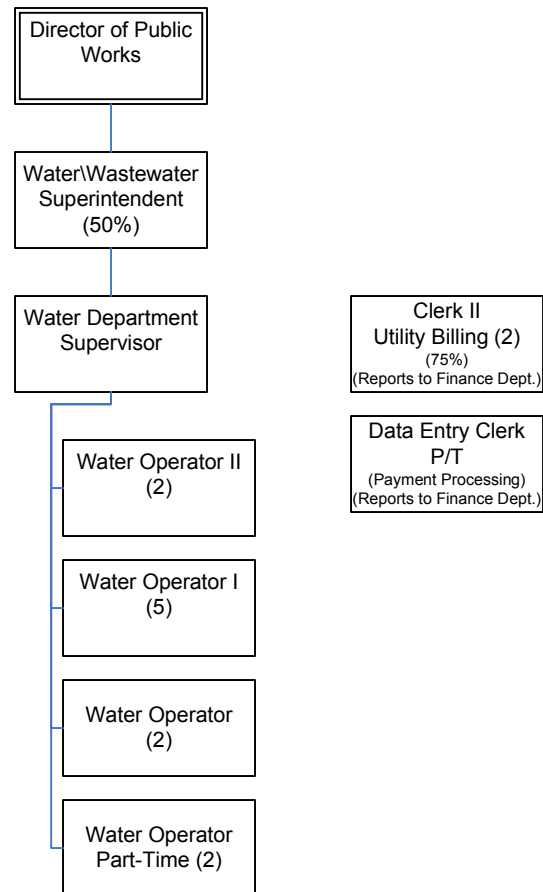 Director of Public
Works
Water\Wastewater
Superintendent
(50%)
Water Department
Supervisor
Clerk II
Utility Billing (2)
(75%)
(Reports to Finance Dept.)
Data Entry Clerk
P/T
(Payment Processing)
(Reports to Finance Dept.)
Water Operator II
(2)
Water Operator I
(5)
Water Operator
(2)
Water Operator
Part-Time (2)